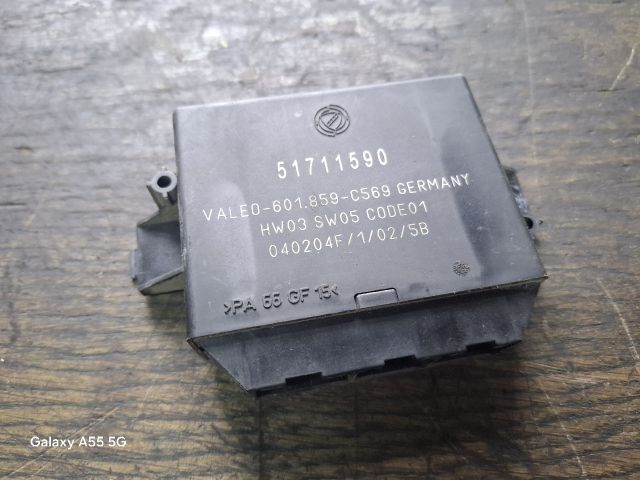 51711590
VALEO-601.859-C569 GERMANY
HW03 SW05 CODE01
040204F/1/02/5B
>PA 66 GF 15<
Galaxy A55 5G